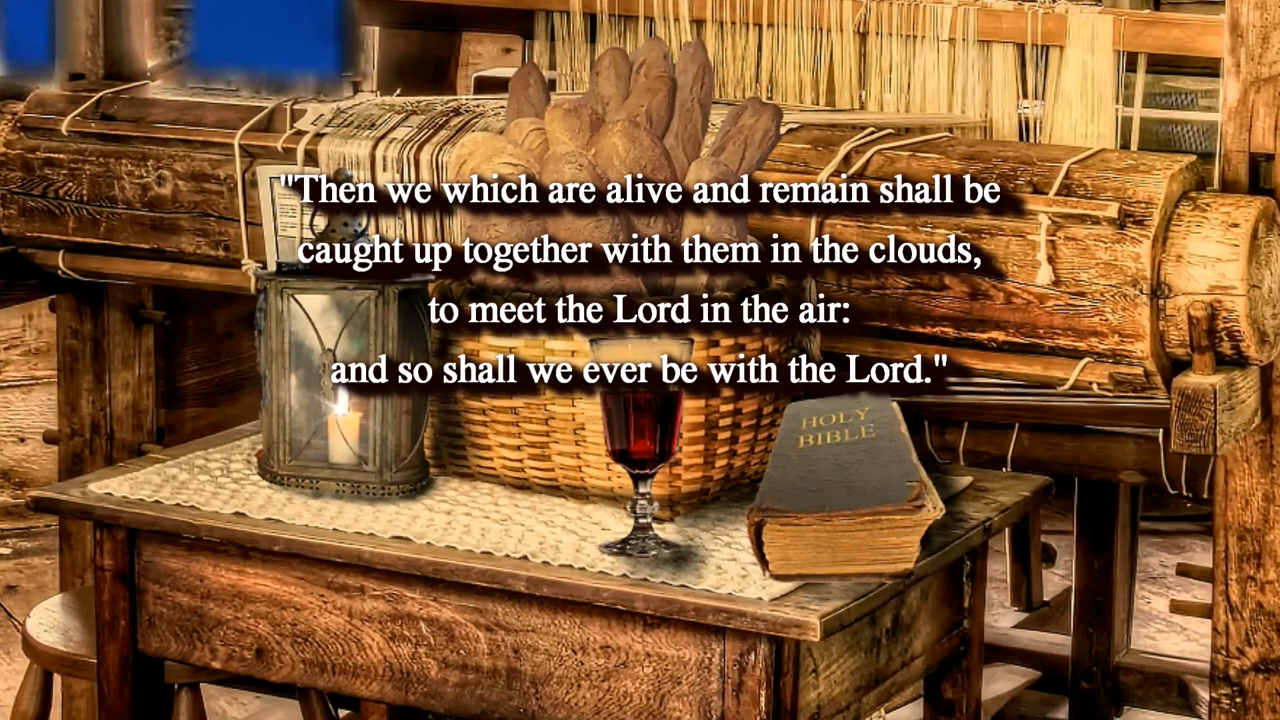 "Then we which are alive and remain shall be
caught up together with them in the clouds,
to meet the Lord in the air:
and so shall we ever be with the Lord."
HOLY
BIBLE